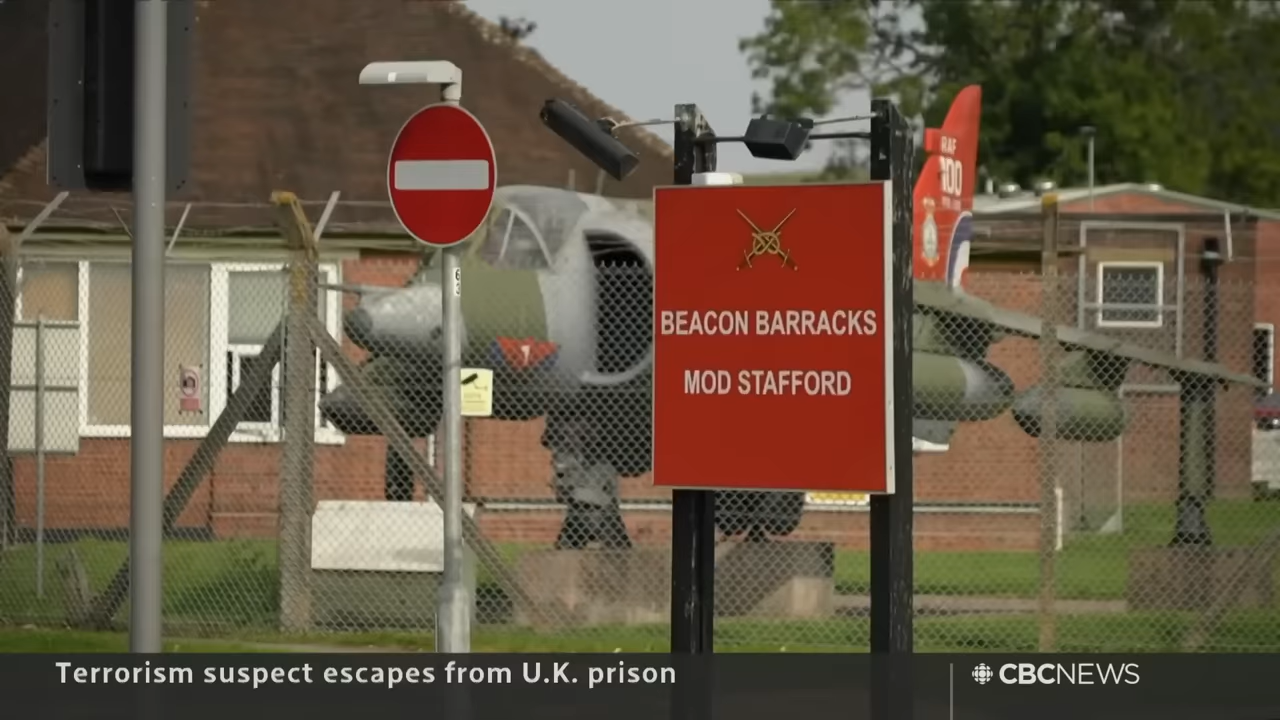 RAF
100
BEACON BARRACKS
MOD STAFFORD
Terrorism suspect escapes from U.K. prison
CBCNEWS